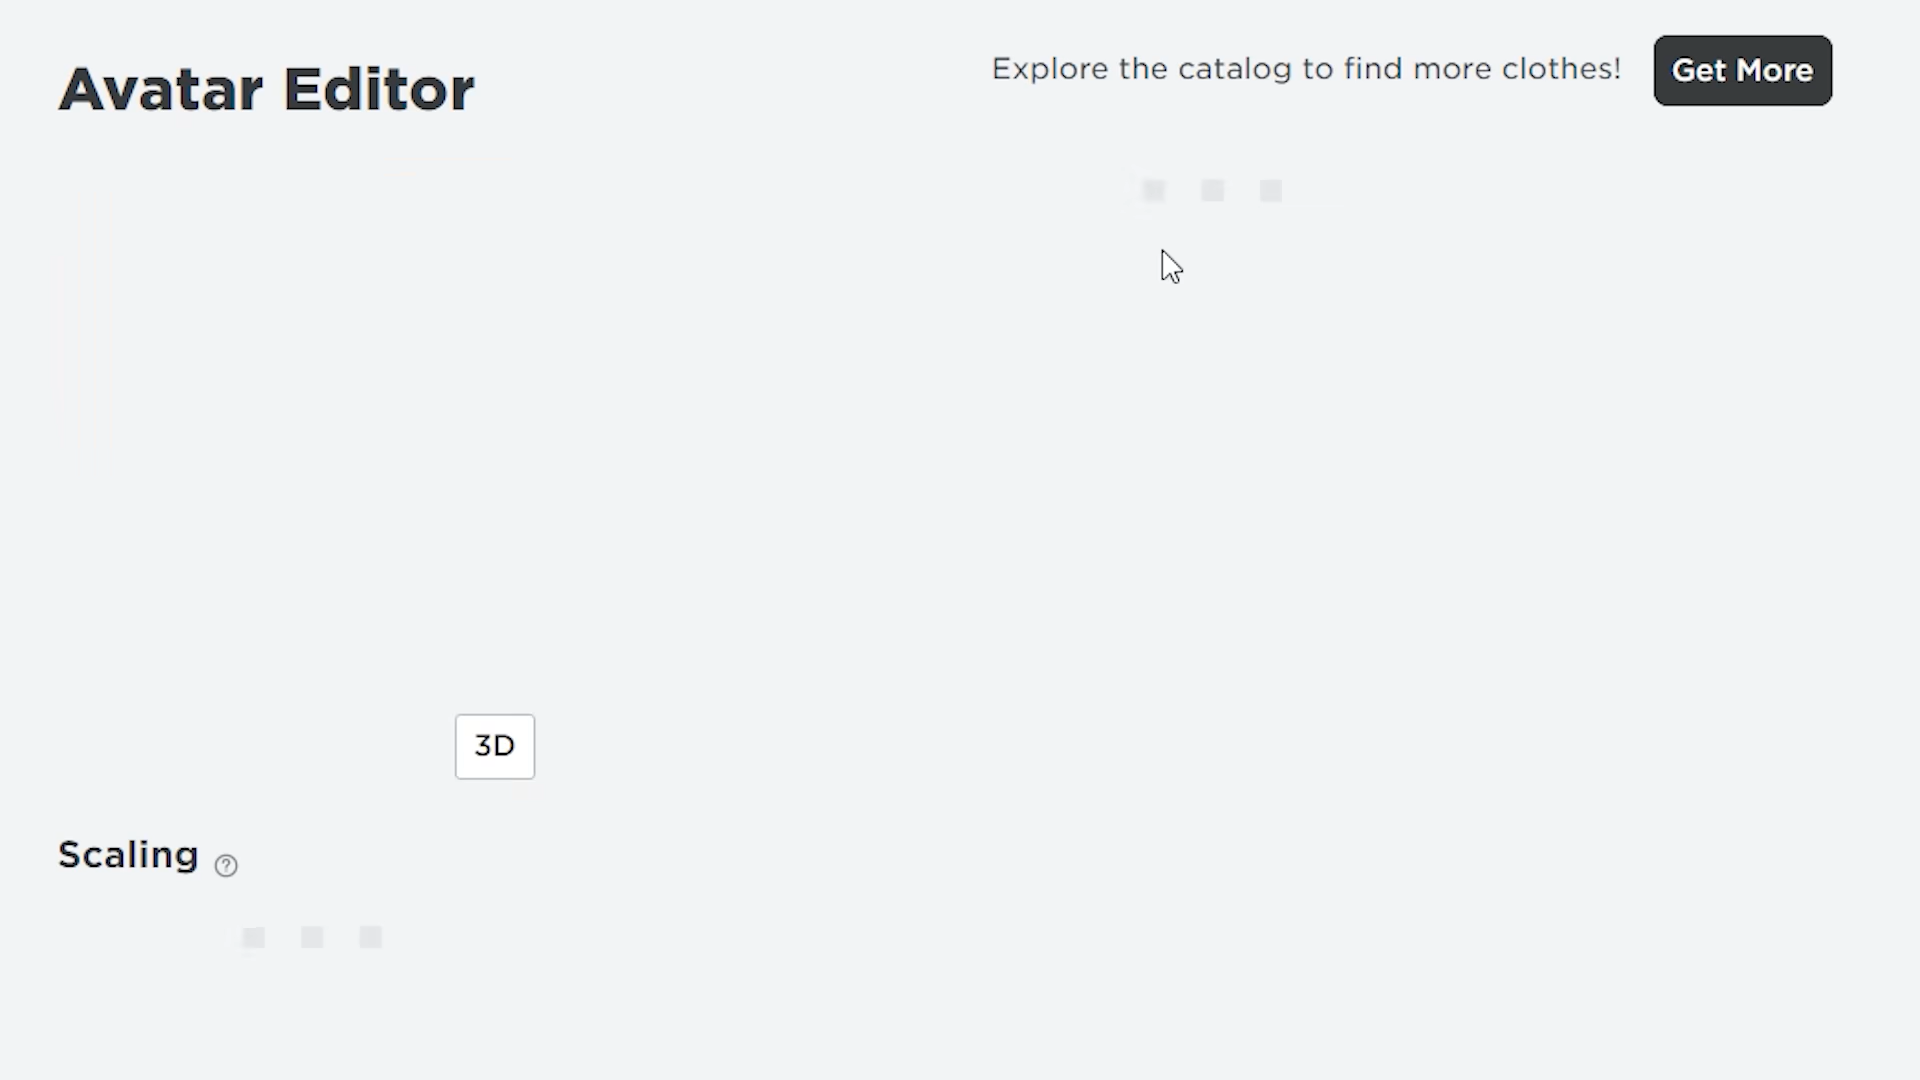 Avatar Editor
Explore the catalog to find more clothes!
Get More
3D
Scaling ?